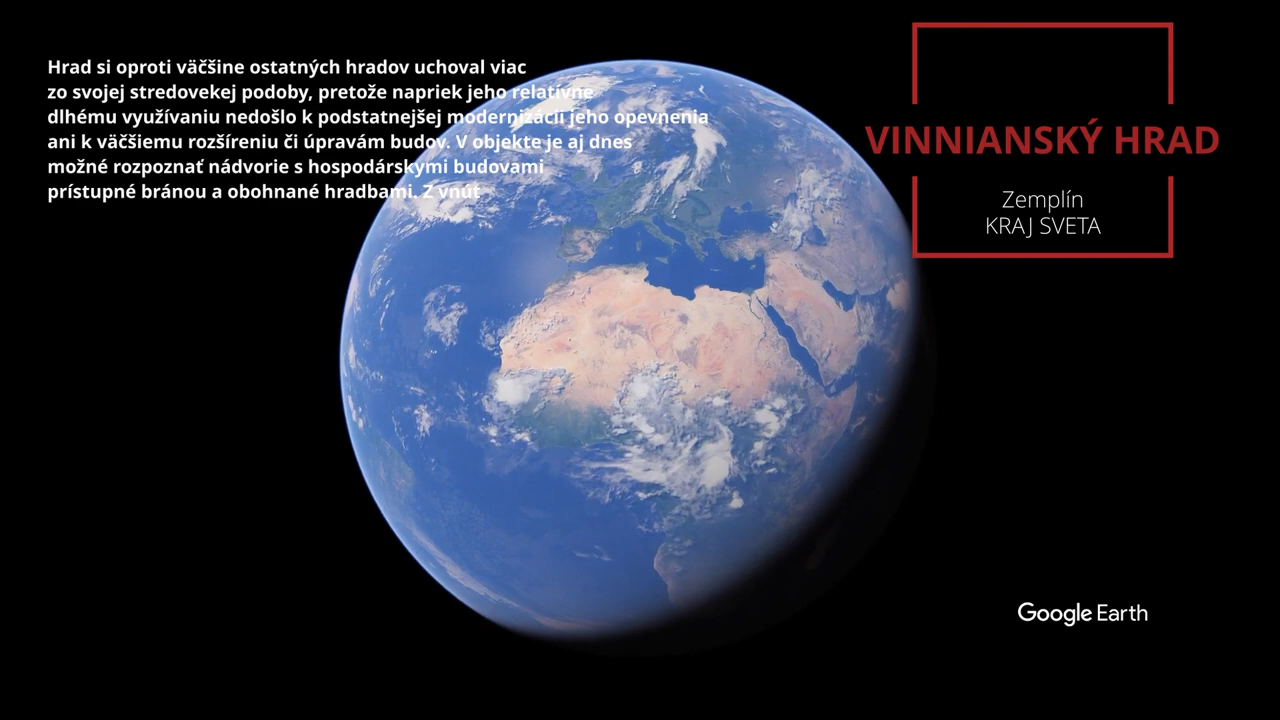 Hrad si oproti väčšine ostatných hradov uchoval viac
zo svojej stredovekej podoby, pretože napriek jeho relatívne
dlhému využívaniu nedošlo k podstatnejšej modernizácii jeho opevnenia
ani k väčšiemu rozšíreniu či úpravám budov. V objekte je aj dnes
možné rozpoznať nádvorie s hospodárskymi budovami
prístupné bránou a obohnané hradbami. Z vnút
VINNIANSKÝ HRAD
Zemplín
KRAJ SVETA
Google Earth